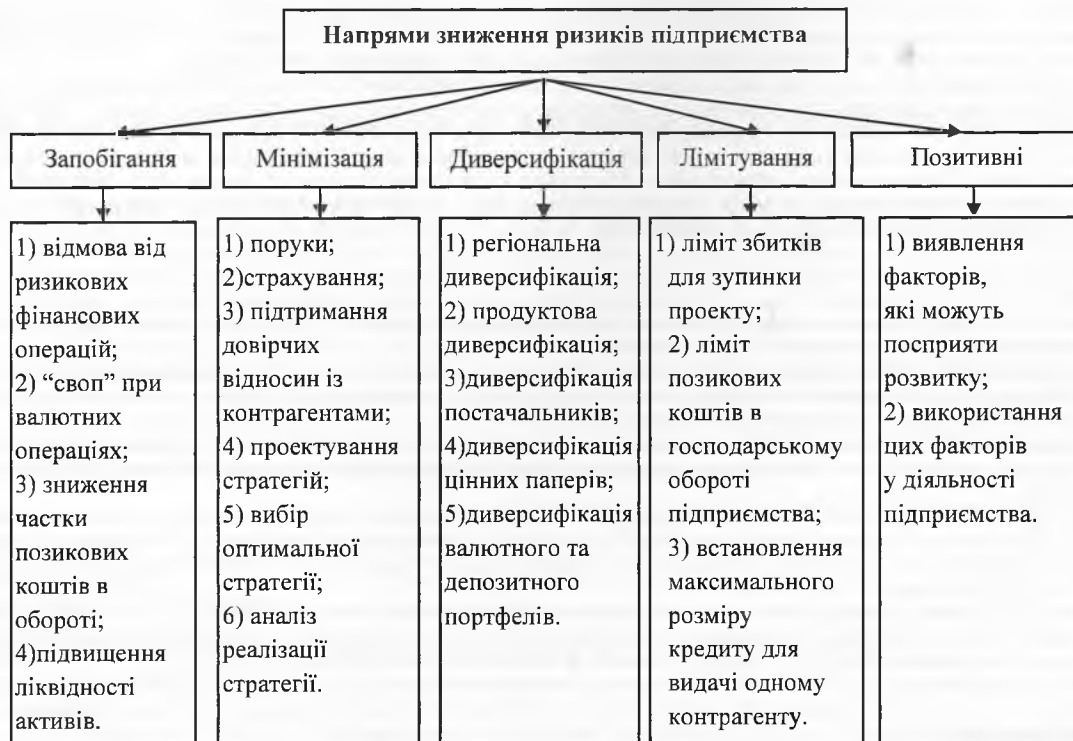 Напрями зниження ризиків підприємства
Запобігання
Мінімізація
Диверсифікація
Лімітування
Позитивні
1) відмова від
ризикових
фінансових
операцій;
2) “своп” при
валютних
операціях;
3) зниження
частки
позикових
коштів в
обороті;
4)підвищення
ліквідності
активів.
1) поруки;
2)страхування;
3) підтримання
довірчих
відносин із
контрагентами;
4) проектування
стратегій;
5) вибір
оптимальної
стратегії;
6) аналіз
реалізації
стратегії.
1) регіональна
диверсифікація;
2) продуктова
диверсифікація;
3)диверсифікація
постачальників;
4)диверсифікація
цінних паперів;
5)диверсифікація
валютного та
депозитного
портфелів.
1) ліміт збитків
для зупинки
проекту;
2) ліміт
позикових
коштів в
господарському
обороті
підприємства;
3) встановлення
максимального
розміру
кредиту для
видачі одному
контрагенту.
1) виявлення
факторів,
які можуть
посприяти
розвитку;
2) використання
цих факторів
у діяльності
підприємства.